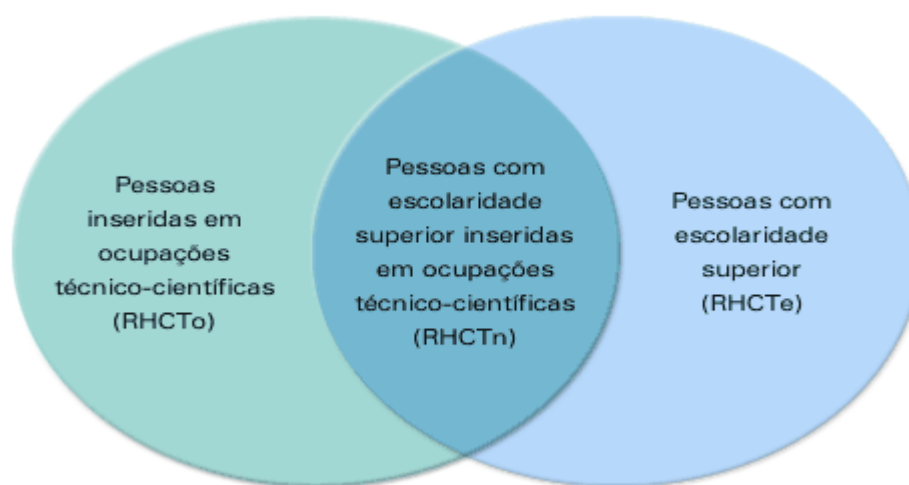 Pessoas
inseridas em
ocupações
técnico-científicas
(RHCTo)
Pessoas com
escolaridade
superior inseridas
em ocupações
técnico-científicas
(RHCTn)
Pessoas com
escolaridade
superior
(RHCTe)